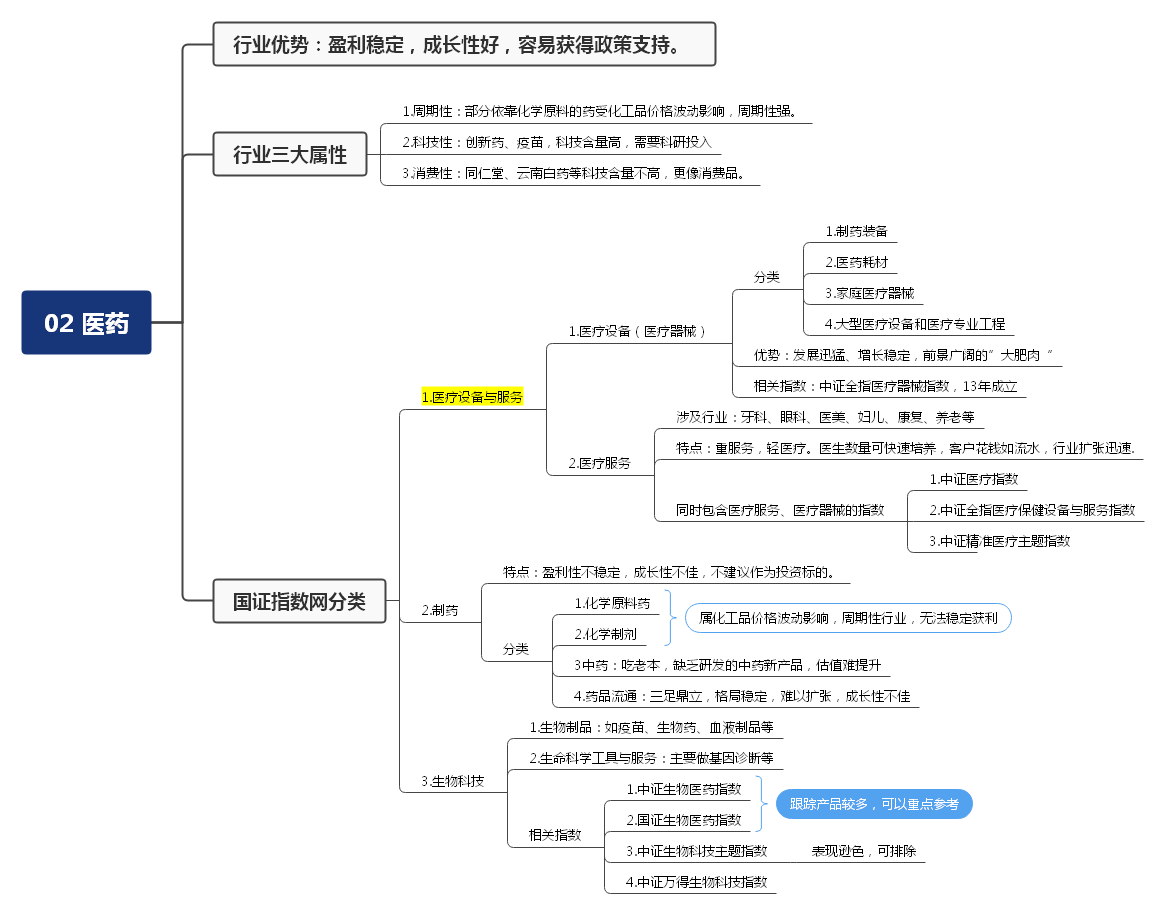 02 医药
行业优势：盈利稳定，成长性好，容易获得政策支持。
行业三大属性
1.周期性：部分依靠化学原料的药受化工品价格波动影响，周期性强。
2.科技性：创新药、疫苗，科技含量高，需要科研投入
3.消费性：同仁堂、云南白药等科技含量不高，更像消费品。
国证指数网分类
1.医疗设备与服务
1.医疗设备（医疗器械）
分类
1.制药装备
2.医药耗材
3.家庭医疗器械
4.大型医疗设备和医疗专业工程
优势：发展迅猛、增长稳定，前景广阔的”大肥肉“
相关指数：中证全指医疗器械指数，13年成立
2.医疗服务
涉及行业：牙科、眼科、医美、妇儿、康复、养老等
特点：重服务，轻医疗。医生数量可快速培养，客户花钱如流水，行业扩张迅速.
同时包含医疗服务、医疗器械的指数
1.中证医疗指数
2.中证全指医疗保健设备与服务指数
3.中证精准医疗主题指数
2.制药
特点：盈利性不稳定，成长性不佳，不建议作为投资标的。
分类
1.化学原料药
2.化学制剂
属化工品价格波动影响，周期性行业，无法稳定获利
3中药：吃老本，缺乏研发的中药新产品，估值难提升
4.药品流通：三足鼎立，格局稳定，难以扩张，成长性不佳
3.生物科技
1.生物制品：如疫苗、生物药、血液制品等
2.生命科学工具与服务：主要做基因诊断等
相关指数
1.中证生物医药指数
2.国证生物医药指数
跟踪产品较多，可以重点参考
3.中证生物科技主题指数
表现逊色，可排除
4.中证万得生物科技指数